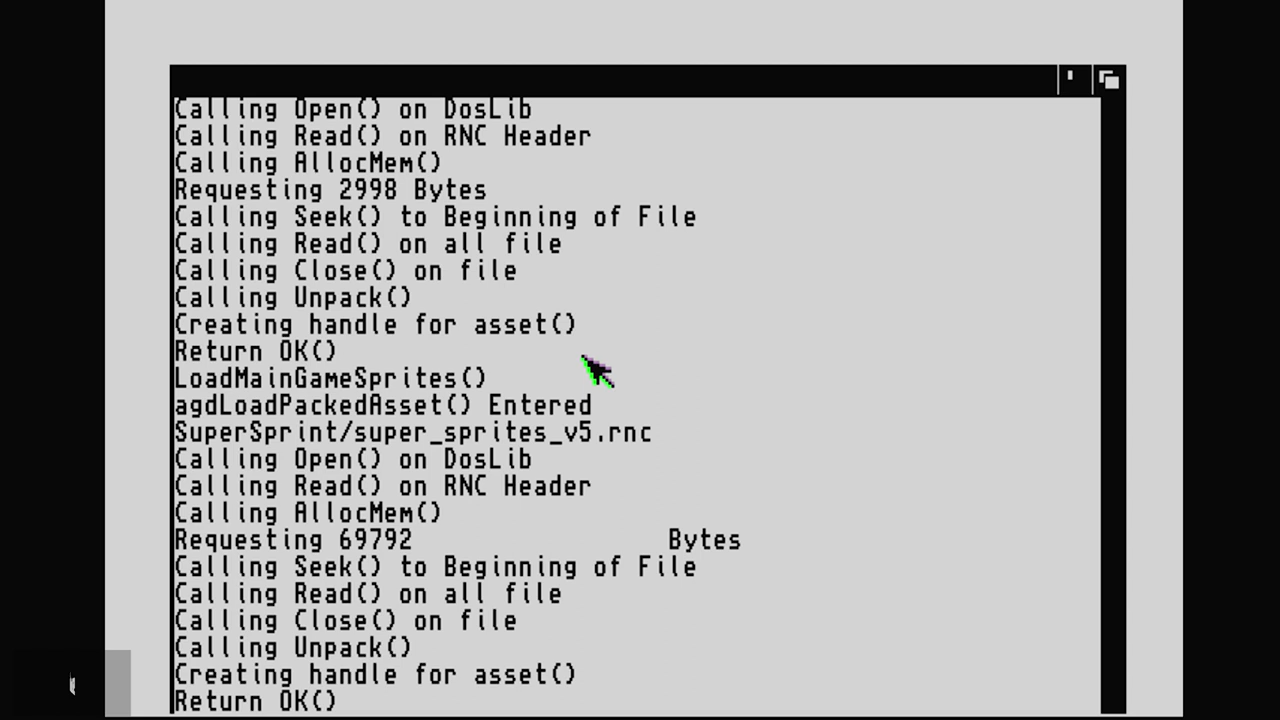 Calling Open() on DosLib
Calling Read() on RNC Header
Calling AllocMem()
Requesting 2998 Bytes
Calling Seek() to Beginning of File
Calling Read() on all file
Calling Close() on file
Calling Unpack()
Creating handle for asset()
Return OK()
LoadMainGameSprites()
agdLoadPackedAsset() Entered
SuperSprint/super_sprites_v5.rnc
Calling Open() on DosLib
Calling Read() on RNC Header
Calling AllocMem()
Requesting 69792                 Bytes
Calling Seek() to Beginning of File
Calling Read() on all file
Calling Close() on file
Calling Unpack()
Creating handle for asset()
Return OK()